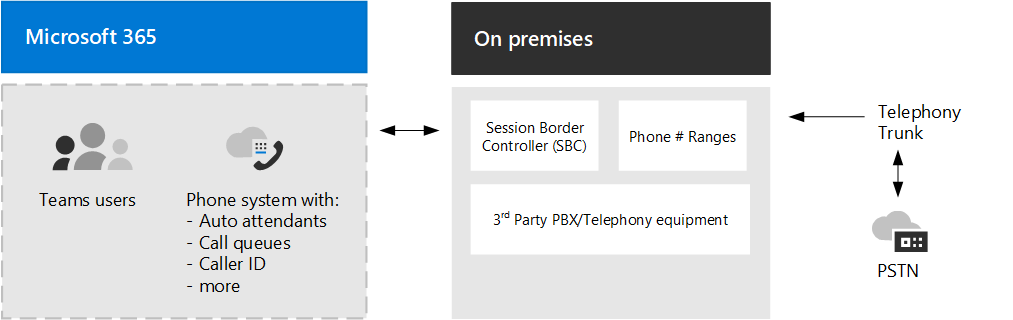 Microsoft 365
On premises
Teams users
Phone system with:
- Auto attendants
- Call queues
- Caller ID
- more
Session Border
Controller (SBC)
Phone # Ranges
3rd Party PBX/Telephony equipment
Telephony
Trunk
PSTN